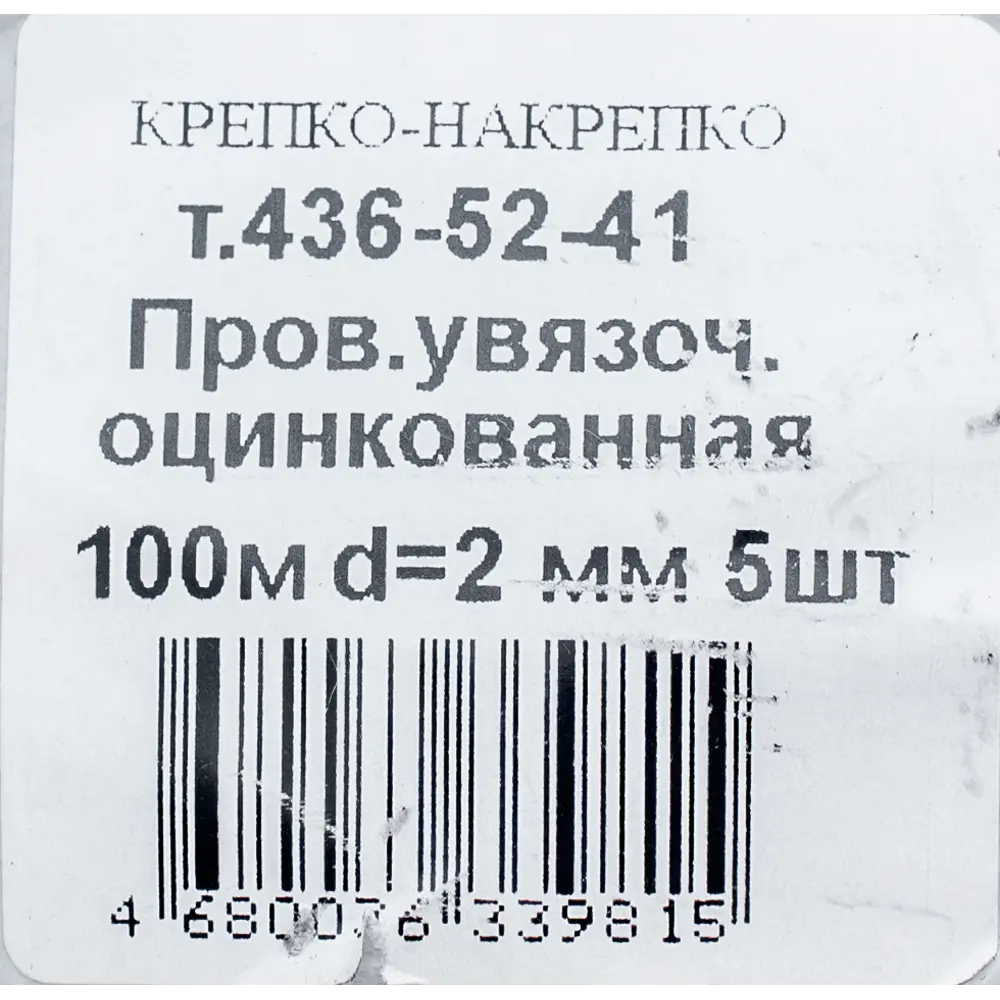 КРЕПКО-НАКРЕПКО
т.436-52-41
Пров.увязоч.
оцинкованная
100м d=2 мм 5шт
4 680076 339815